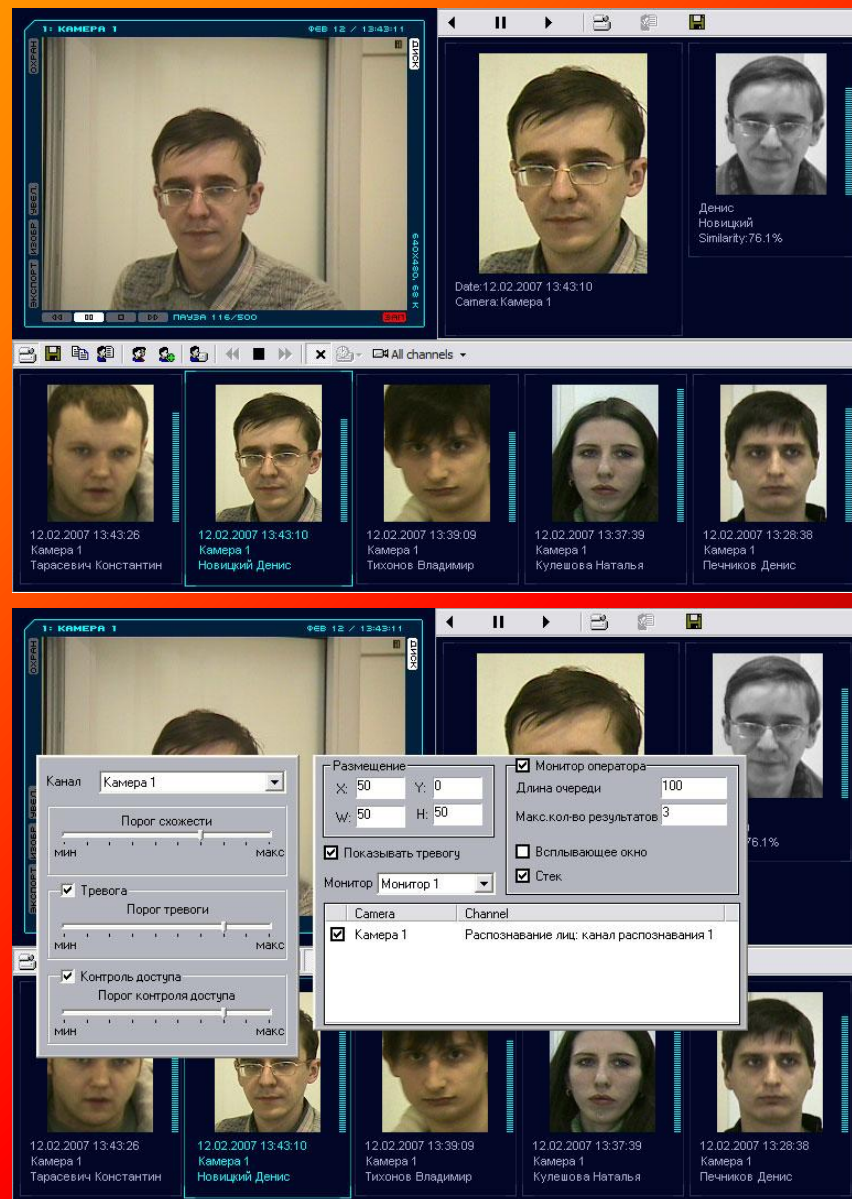 1: КАМЕРА 1
ФЕВ 12 / 13:43:11
ОХРАН
ДИСК
УВЕЛ
ИЗОБР
ЭКСПОРТ
640X480, 68 К
ПАУЗА 116/500
ЗАП
Date:12.02.2007 13:43:10
Camera:Камера 1
Денис
Новицкий
Similarity:76.1%
All channels
12.02.2007 13:43:26
Камера 1
Тарасевич Константин
12.02.2007 13:43:10
Камера 1
Новицкий Денис
12.02.2007 13:39:09
Камера 1
Тихонов Владимир
12.02.2007 13:37:39
Камера 1
Кулешова Наталья
12.02.2007 13:28:38
Камера 1
Печников Денис
1: КАМЕРА 1
ФЕВ 12 / 13:43:11
ОХРАН
ДИСК
Канал Камера 1
Порог схожести
мин макс
Тревога
Порог тревоги
мин макс
Контроль доступа
Порог контроля доступа
мин макс
Размещение
X: 50 Y: 0
W: 50 H: 50
Показывать тревогу
Монитор Монитор 1
Монитор оператора
Длина очереди 100
Макс.кол-во результатов 3
Всплывающее окно
Стек
Camera Channel
Камера 1 Распознавание лиц: канал распознавания 1
76.1%
12.02.2007 13:43:26
Камера 1
Тарасевич Константин
12.02.2007 13:43:10
Камера 1
Новицкий Денис
12.02.2007 13:39:09
Камера 1
Тихонов Владимир
12.02.2007 13:37:39
Камера 1
Кулешова Наталья
12.02.2007 13:28:38
Камера 1
Печников Денис